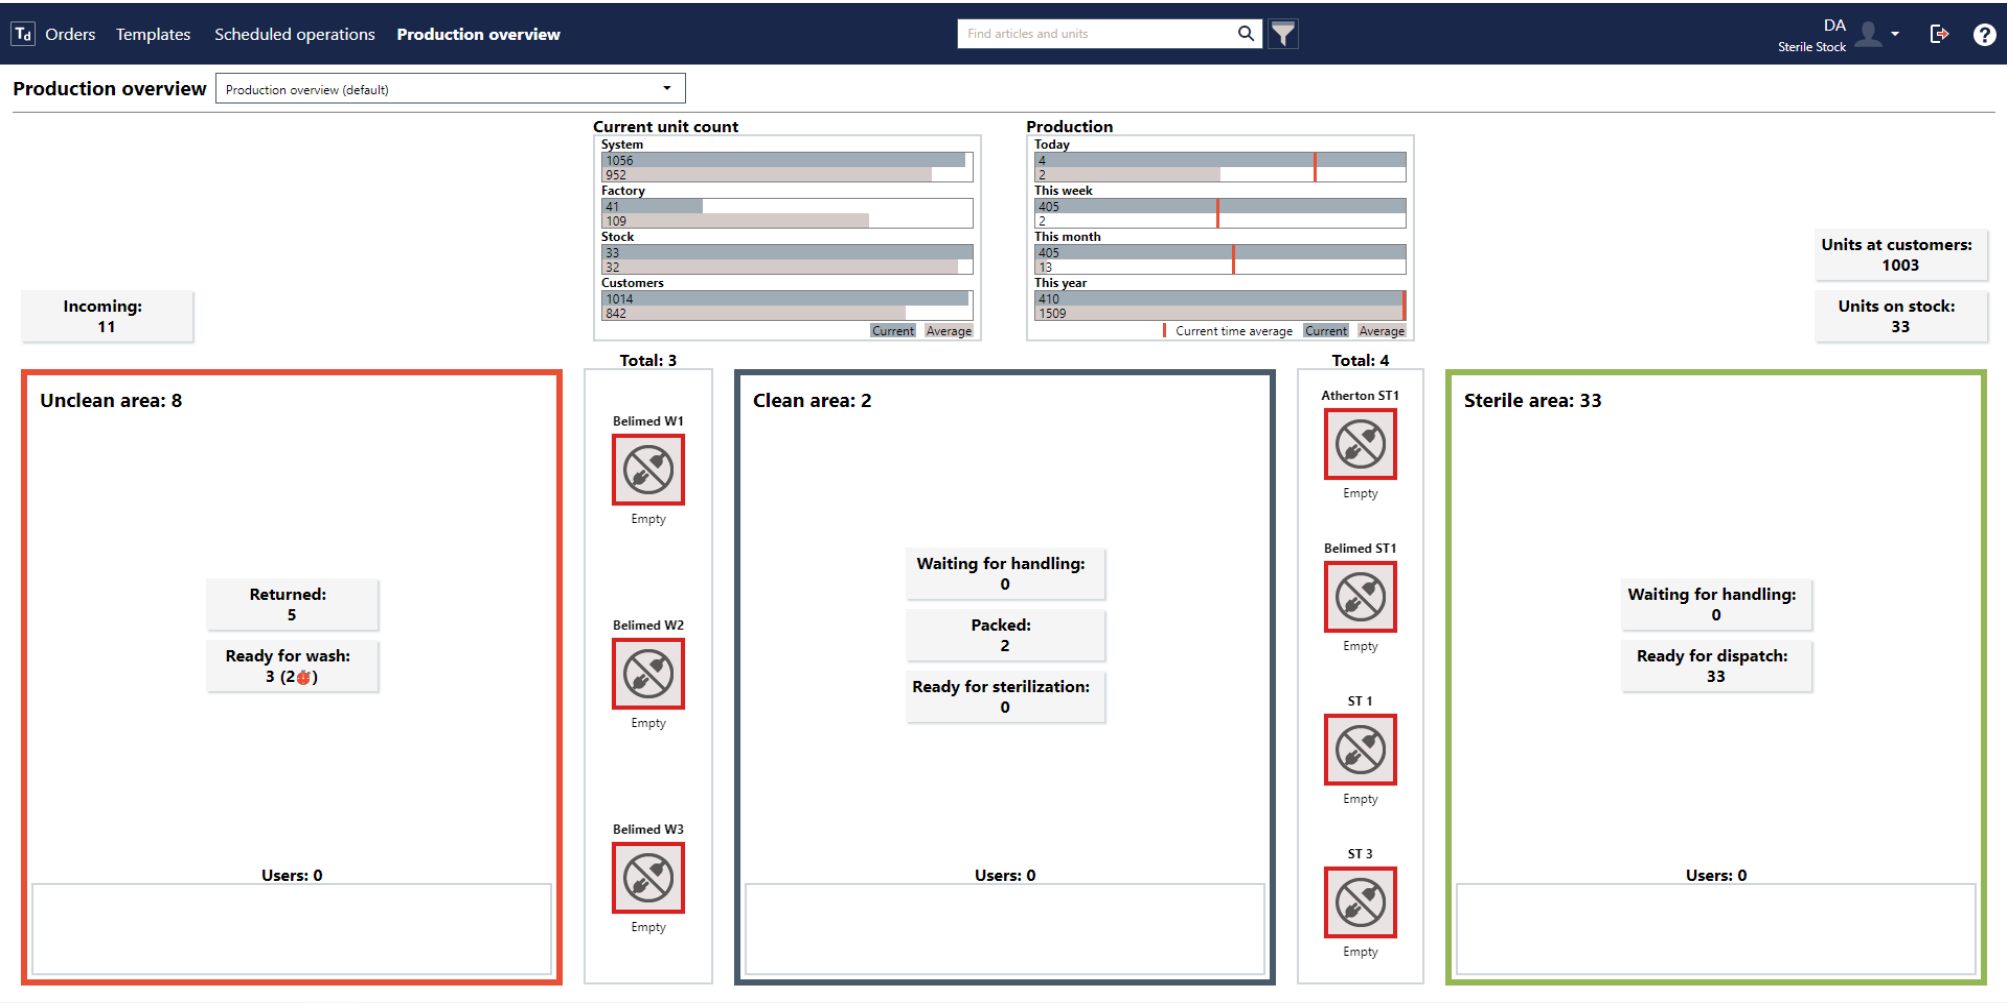 Td Orders Templates Scheduled operations Production overview
Find articles and units
DA
Sterile Stock
?
Production overview
Production overview (default)
Current unit count
System
1056
952
Factory
41
109
Stock
33
32
Customers
1014
842
Current Average
Production
Today
4
2
This week
405
2
This month
405
13
This year
410
1509
Current time average Current Average
Units at customers:
1003
Units on stock:
33
Incoming:
11
Unclean area: 8
Returned:
5
Ready for wash:
3 (2)
Users: 0
Total: 3
Belimed W1
Empty
Belimed W2
Empty
Belimed W3
Empty
Clean area: 2
Waiting for handling:
0
Packed:
2
Ready for sterilization:
0
Users: 0
Total: 4
Atherton ST1
Empty
Belimed ST1
Empty
ST 1
Empty
ST 3
Empty
Sterile area: 33
Waiting for handling:
0
Ready for dispatch:
33
Users: 0